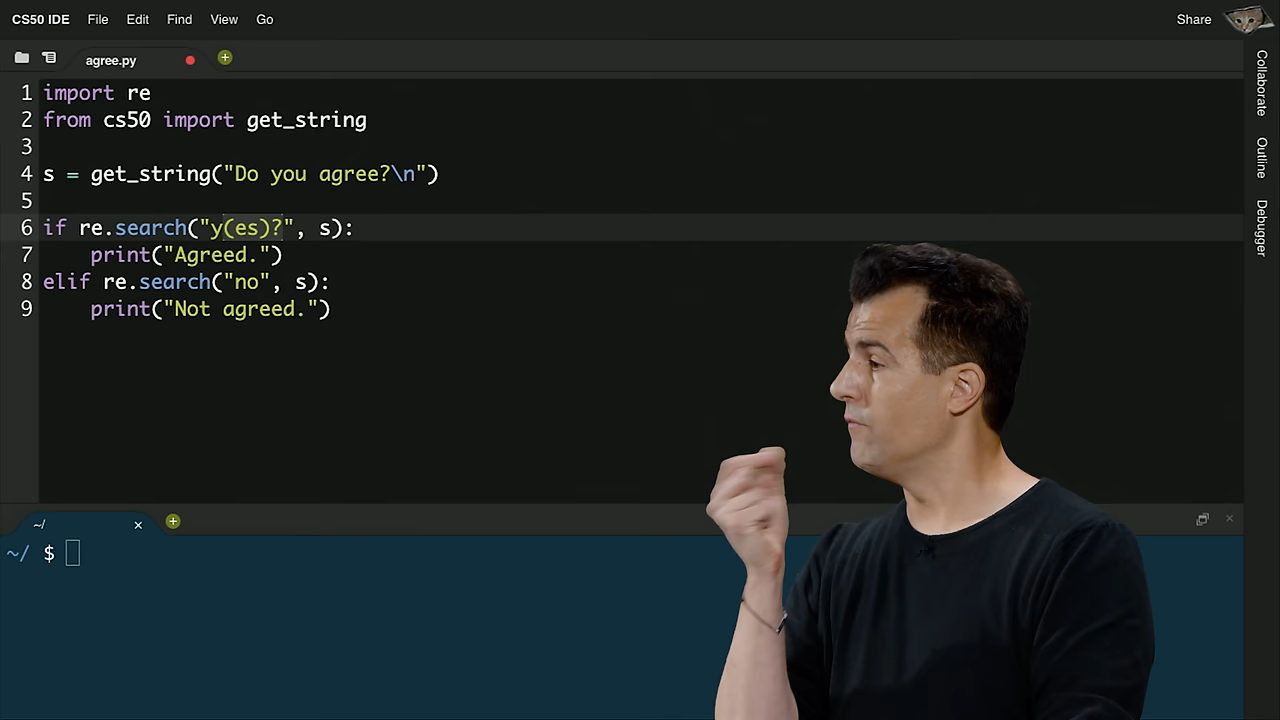 CS50 IDE File Edit Find View Go Share
agree.py
1 import re
2 from cs50 import get_string
3
4 s = get_string("Do you agree?\n")
5
6 if re.search("y(es)?", s):
7     print("Agreed.")
8 elif re.search("no", s):
9     print("Not agreed.")
~/
~/ $
Collaborate
Outline
Debugger